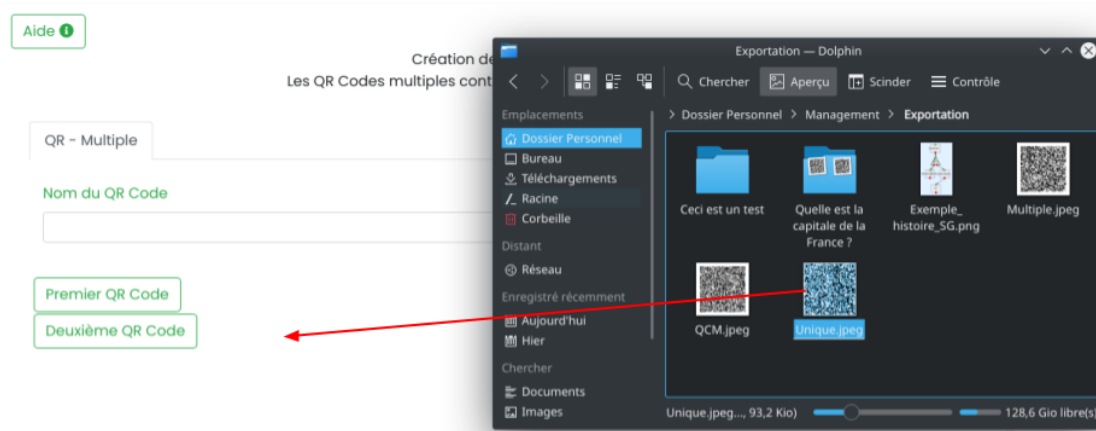 Aide
Création de
Les QR Codes multiples cont
QR - Multiple
Nom du QR Code
Premier QR Code
Deuxième QR Code
Exportation — Dolphin
Chercher
Aperçu
Scinder
Contrôle
Emplacements
Dossier Personnel
Bureau
Téléchargements
Racine
Corbeille
Distant
Réseau
Enregistré récemment
Aujourd'hui
Hier
Chercher
Documents
Images
> Dossier Personnel > Management > Exportation
Ceci est un test
Quelle est la
capitale de la
France ?
Exemple_
histoire_SG.png
Multiple.jpeg
QCM.jpeg
Unique.jpeg
Unique.jpeg..., 93,2 Kio)
128,6 Gio libre(s)